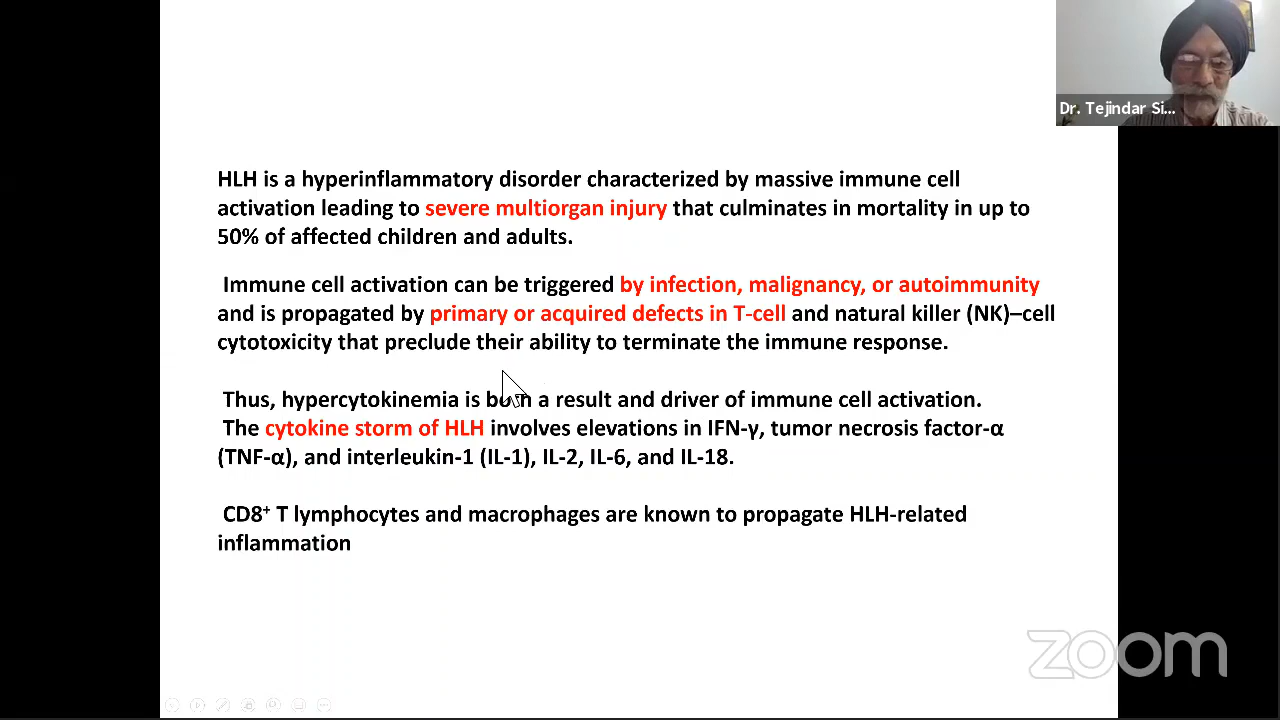 Dr. Tejindar Si...
HLH is a hyperinflammatory disorder characterized by massive immune cell
activation leading to severe multiorgan injury that culminates in mortality in up to
50% of affected children and adults.
Immune cell activation can be triggered by infection, malignancy, or autoimmunity
and is propagated by primary or acquired defects in T-cell and natural killer (NK)–cell
cytotoxicity that preclude their ability to terminate the immune response.
Thus, hypercytokinemia is both a result and driver of immune cell activation.
The cytokine storm of HLH involves elevations in IFN-γ, tumor necrosis factor-α
(TNF-α), and interleukin-1 (IL-1), IL-2, IL-6, and IL-18.
CD8⁺ T lymphocytes and macrophages are known to propagate HLH-related
inflammation
zoom